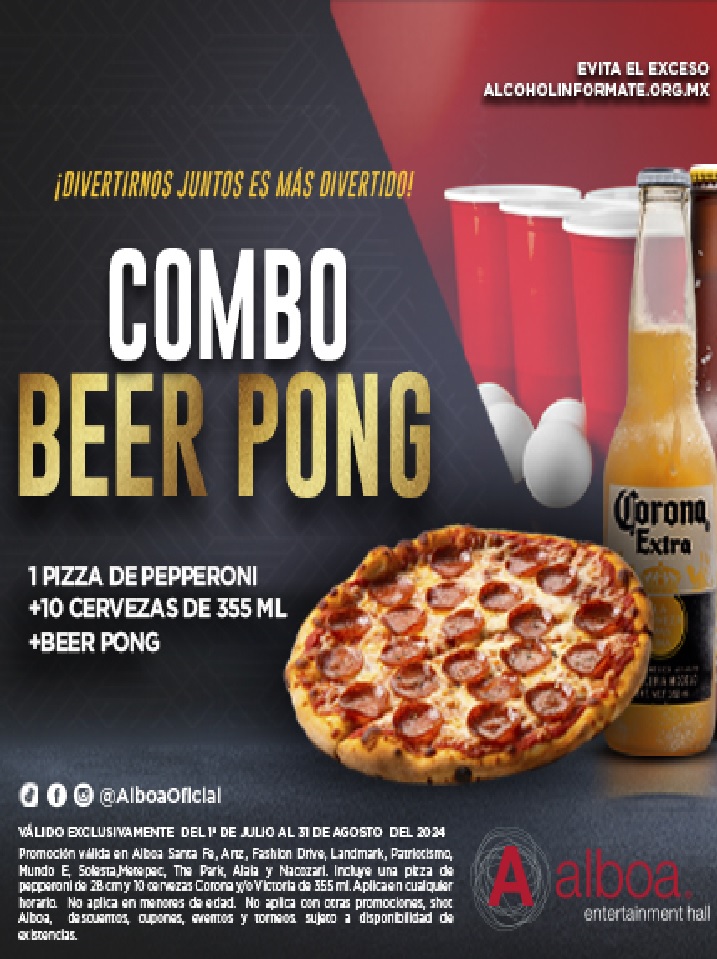 EVITA EL EXCESO
ALCOHOLINFORMATE.ORG.MX
¡DIVERTIRNOS JUNTOS ES MÁS DIVERTIDO!
COMBO
BEER PONG
1 PIZZA DE PEPPERONI
+10 CERVEZAS DE 355 ML
+BEER PONG
Corona
Extra
@AlboaOficial
VÁLIDO EXCLUSIVAMENTE DEL 1º DE JULIO AL 31 DE AGOSTO DEL 2024
Promoción válida en Alboa Santa Fe, Artz, Fashion Drive, Landmark, Patriotismo,
Mundo E, Solesta,Metepec, The Park, Alaia y Nacozari. Incluye una pizza de
pepperoni de 28 cm y 10 cervezas Corona y/o Victoria de 355 ml. Aplica en cualquier
horario. No aplica en menores de edad. No aplica con otras promociones, shot
Alboa, descuentos, cupones, eventos y torneos. sujeto a disponibilidad de
existencias.
A alboa®
entertainment hall